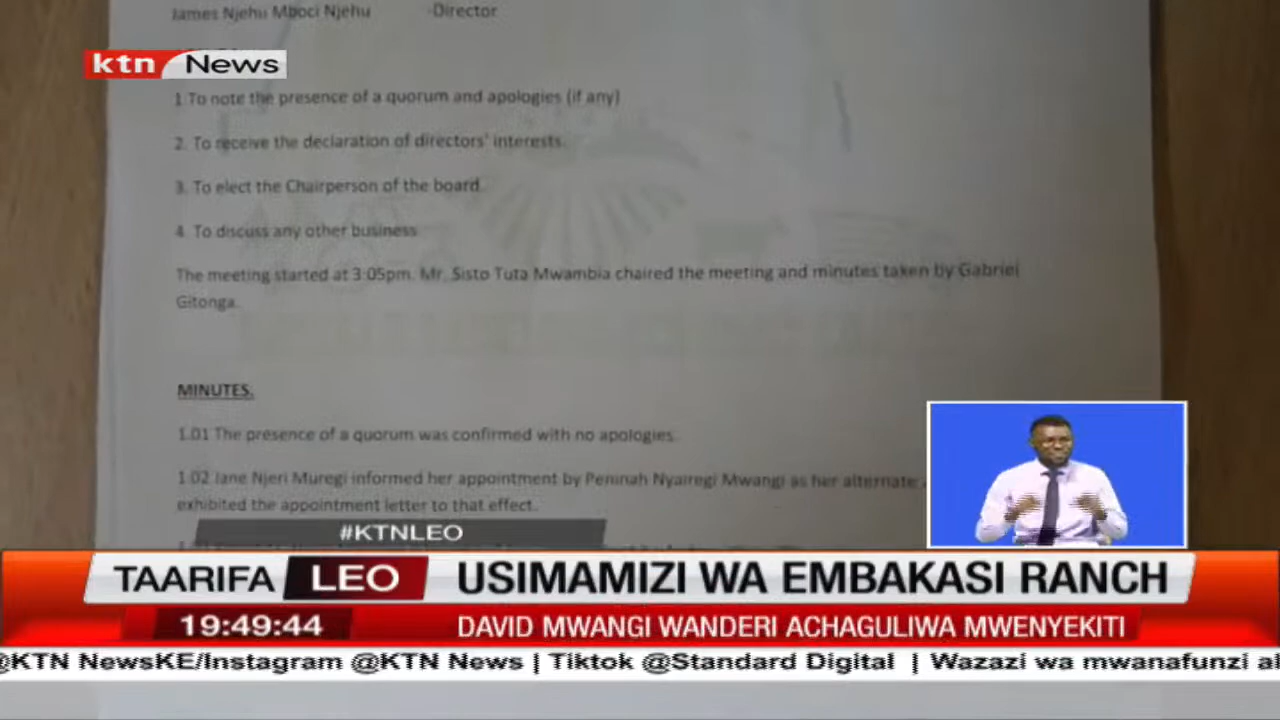 James Njehu Mboci Njehu -Director
ktn News
1 To note the presence of a quorum and apologies (if any)
2. To receive the declaration of directors' interests.
3. To elect the Chairperson of the board
4. To discuss any other business
The meeting started at 3:05pm. Mr. Sisto Tuta Mwambia chaired the meeting and minutes taken by Gabriel
Gitonga.
MINUTES.
1.01 The presence of a quorum was confirmed with no apologies.
1.02 Jane Njeri Muregi informed her appointment by Peninah Nyairegi Mwangi as her alternate
exhibited the appointment letter to that effect.
#KTNLEO
TAARIFA LEO USIMAMIZI WA EMBAKASI RANCH
19:49:44 DAVID MWANGI WANDERI ACHAGULIWA MWENYEKITI
@KTN NewsKE/Instagram @KTN News | Tiktok @Standard Digital | Wazazi wa mwanafunzi